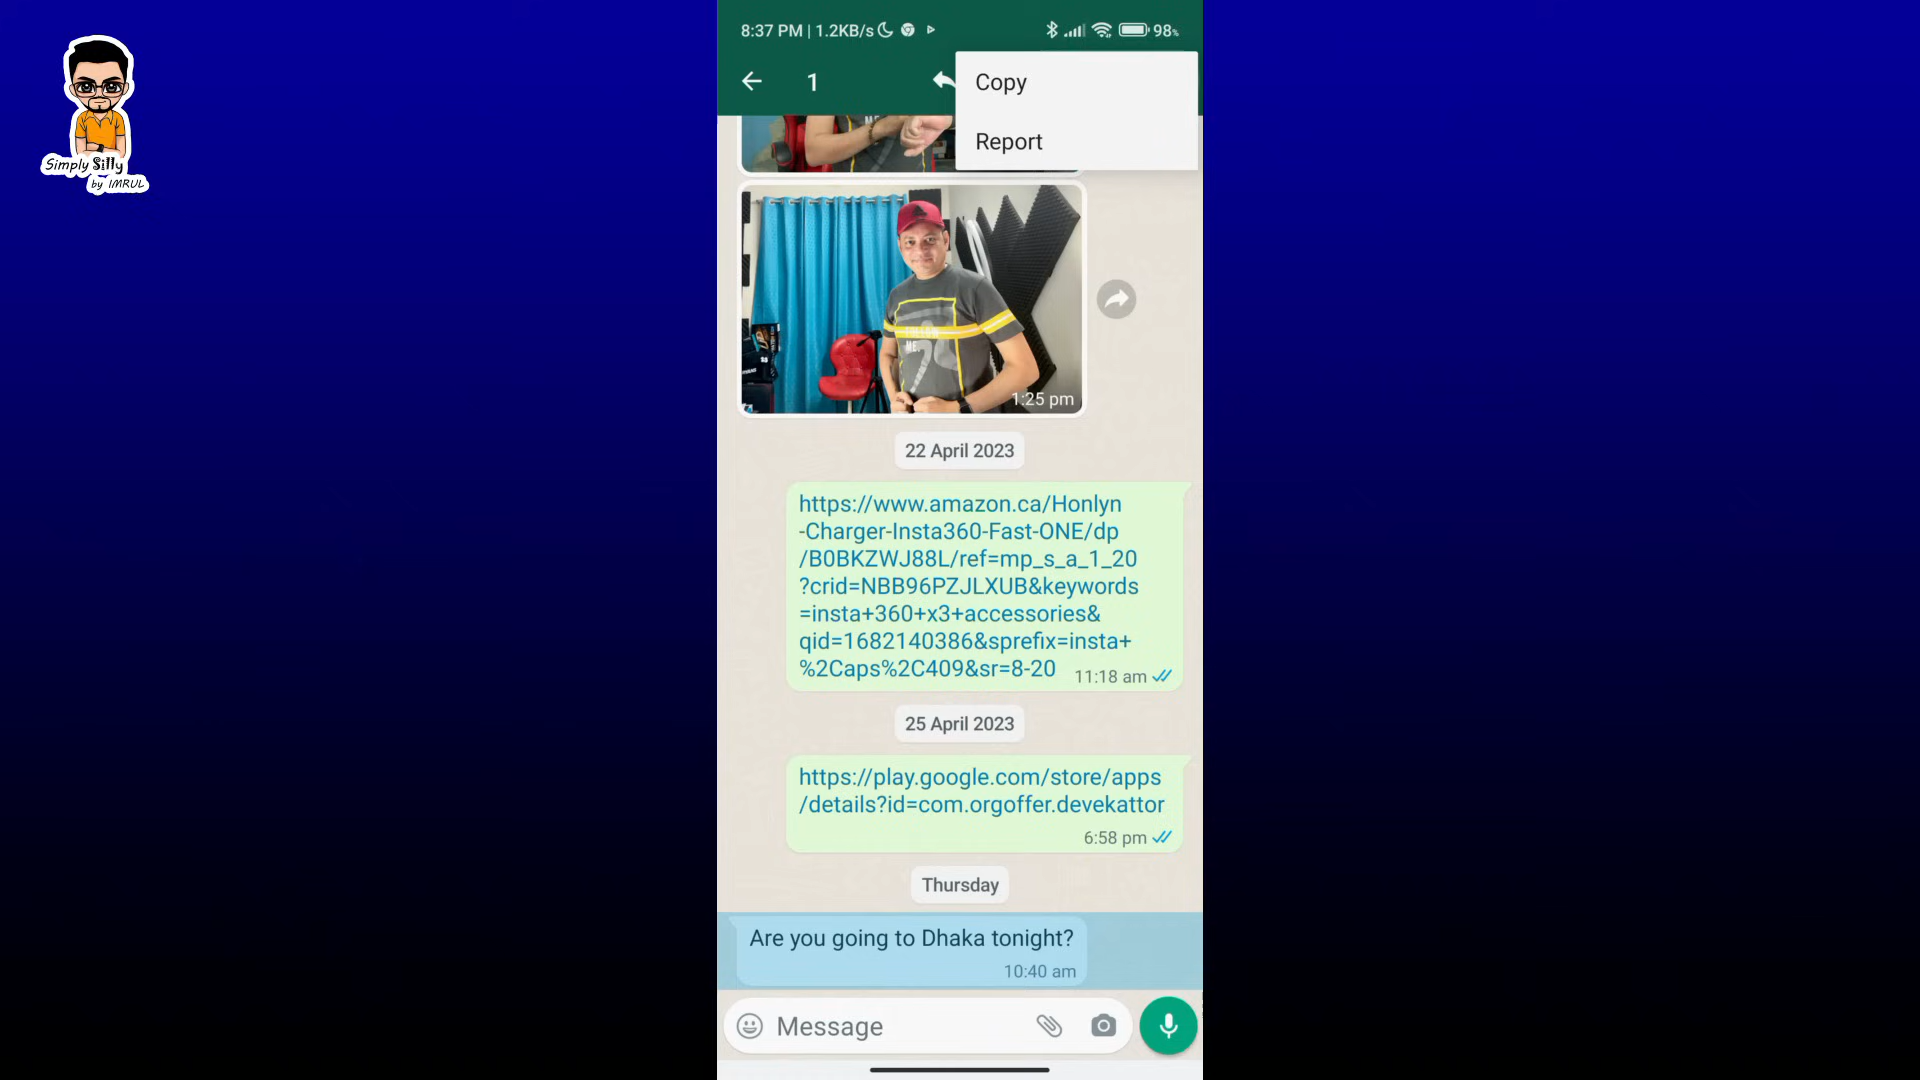 Simply Silly
by IMRUL
8:37 PM | 1.2KB/s
98%
1
Copy
Report
FOLLOW
ME.
1:25 pm
22 April 2023
https://www.amazon.ca/Honlyn
-Charger-Insta360-Fast-ONE/dp
/B0BKZWJ88L/ref=mp_s_a_1_20
?crid=NBB96PZJLXUB&keywords
=insta+360+x3+accessories&
qid=1682140386&sprefix=insta+
%2Caps%2C409&sr=8-20
11:18 am
25 April 2023
https://play.google.com/store/apps
/details?id=com.orgoffer.devekattor
6:58 pm
Thursday
Are you going to Dhaka tonight?
10:40 am
Message